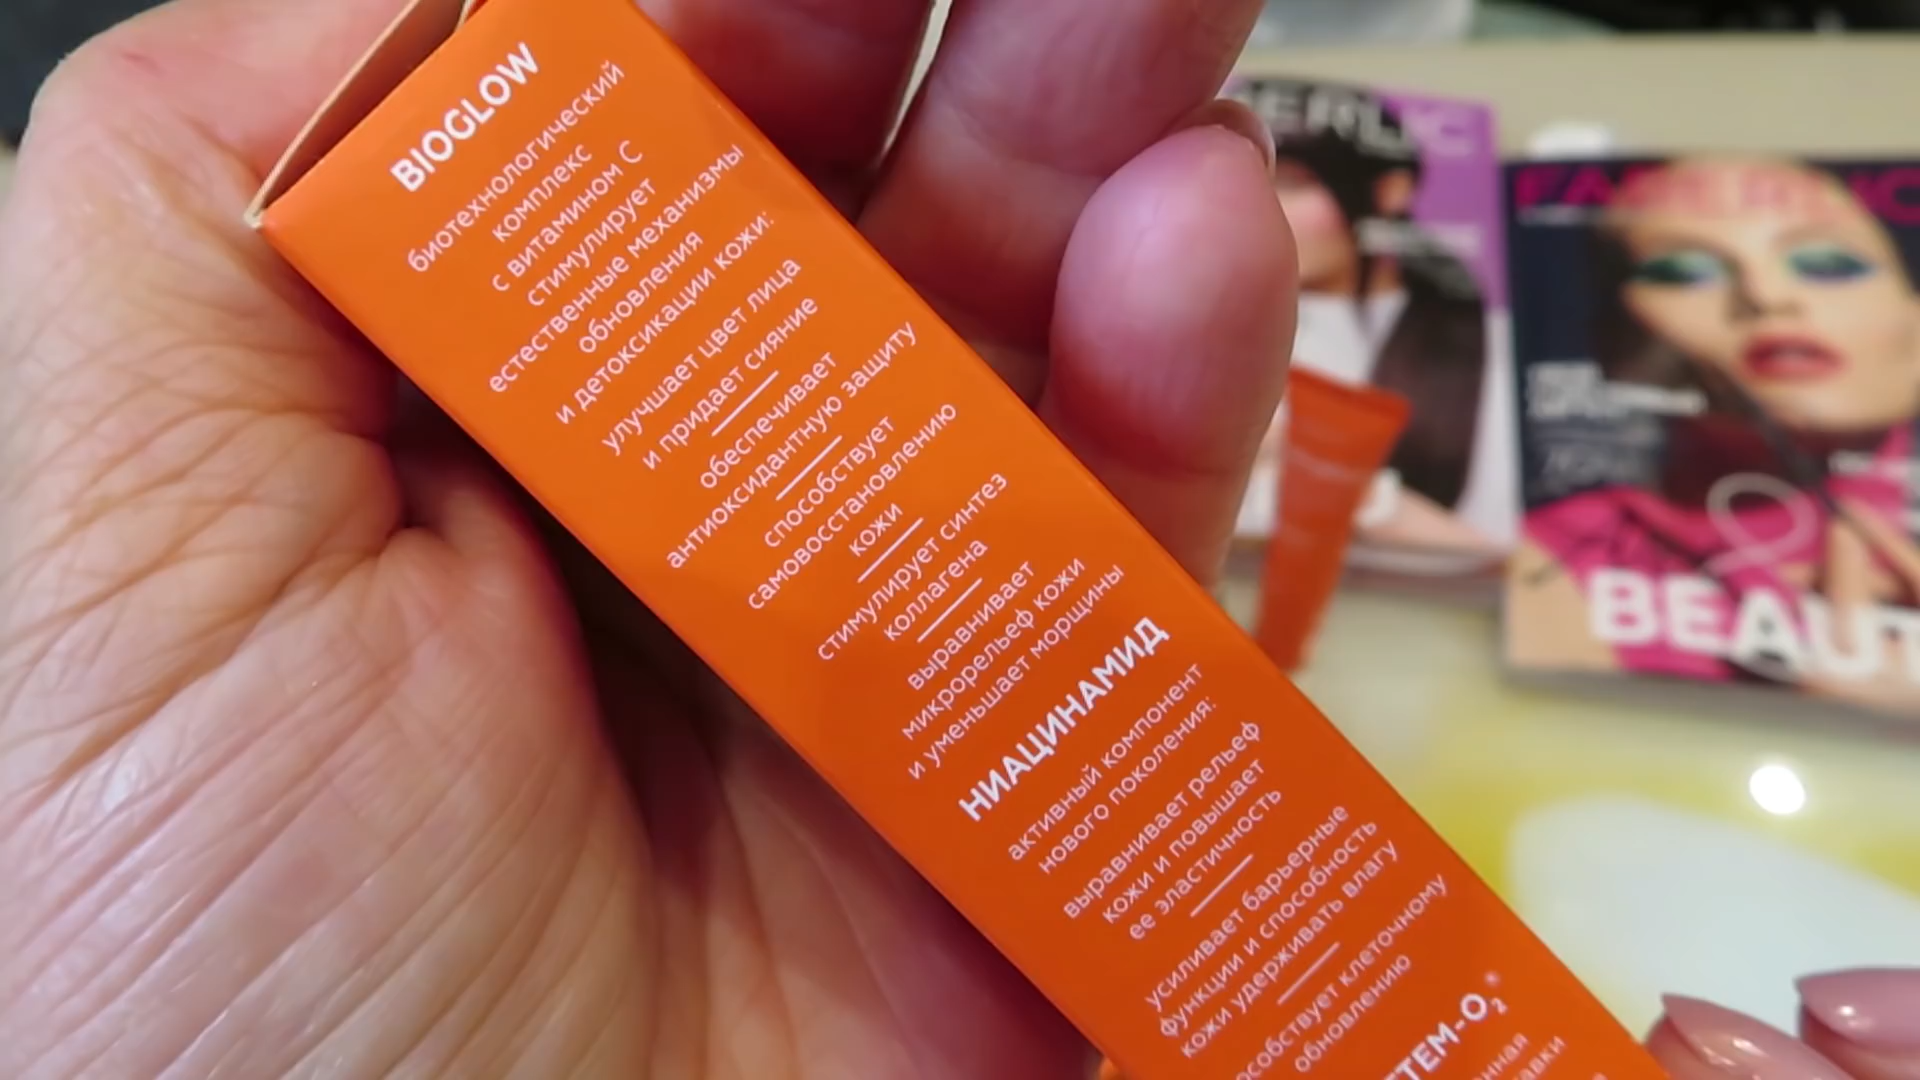 BIOGLOW
биотехнологический
комплекс
с витамином С
стимулирует
естественные механизмы
обновления
и детоксикации кожи:
улучшает цвет лица
и придает сияние
обеспечивает
антиоксидантную защиту
способствует
самовосстановлению
кожи
стимулирует синтез
коллагена
выравнивает
микрорельеф кожи
и уменьшает морщины
НИАЦИНАМИД
активный компонент
нового поколения:
выравнивает рельеф
кожи и повышает
ее эластичность
усиливает барьерные
функции и способность
кожи удерживать влагу
клеточному
обновлению
BEAUT